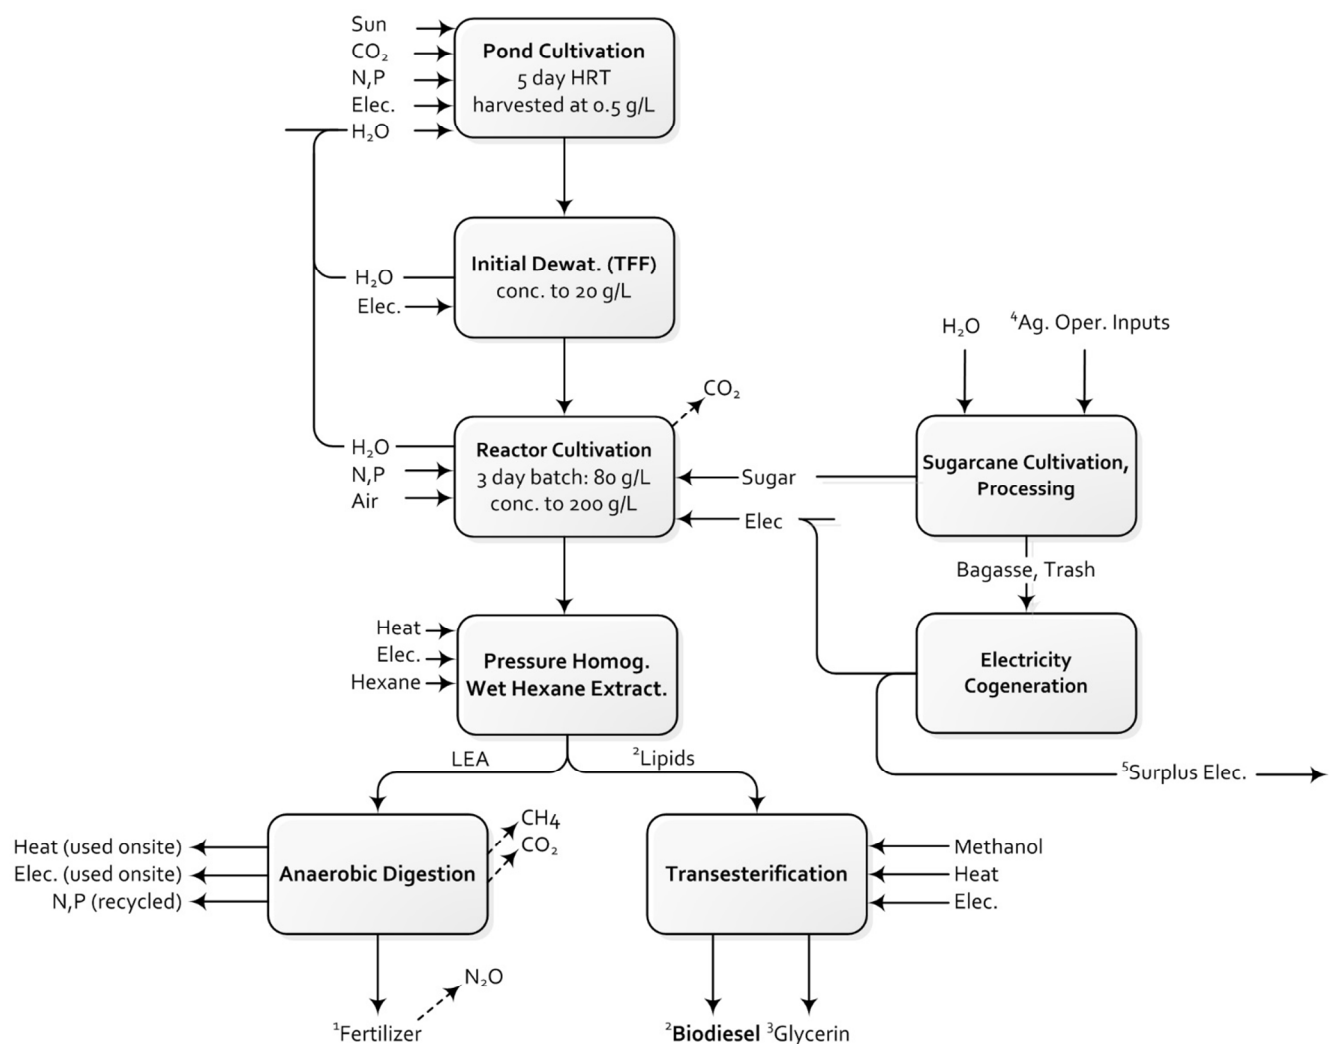 Sun
CO₂
N,P
Elec.
H₂O
Pond Cultivation
5 day HRT
harvested at 0.5 g/L
H₂O
Elec.
Initial Dewat. (TFF)
conc. to 20 g/L
H₂O
N,P
Air
Reactor Cultivation
3 day batch: 80 g/L
conc. to 200 g/L
CO₂
Sugar
Elec
H₂O
⁴Ag. Oper. Inputs
Sugarcane Cultivation,
Processing
Bagasse, Trash
Electricity
Cogeneration
⁵Surplus Elec.
Heat
Elec.
Hexane
Pressure Homog.
Wet Hexane Extract.
LEA
²Lipids
Heat (used onsite)
Elec. (used onsite)
N,P (recycled)
Anaerobic Digestion
CH4
CO₂
Transesterification
Methanol
Heat
Elec.
N₂O
¹Fertilizer
²Biodiesel
³Glycerin